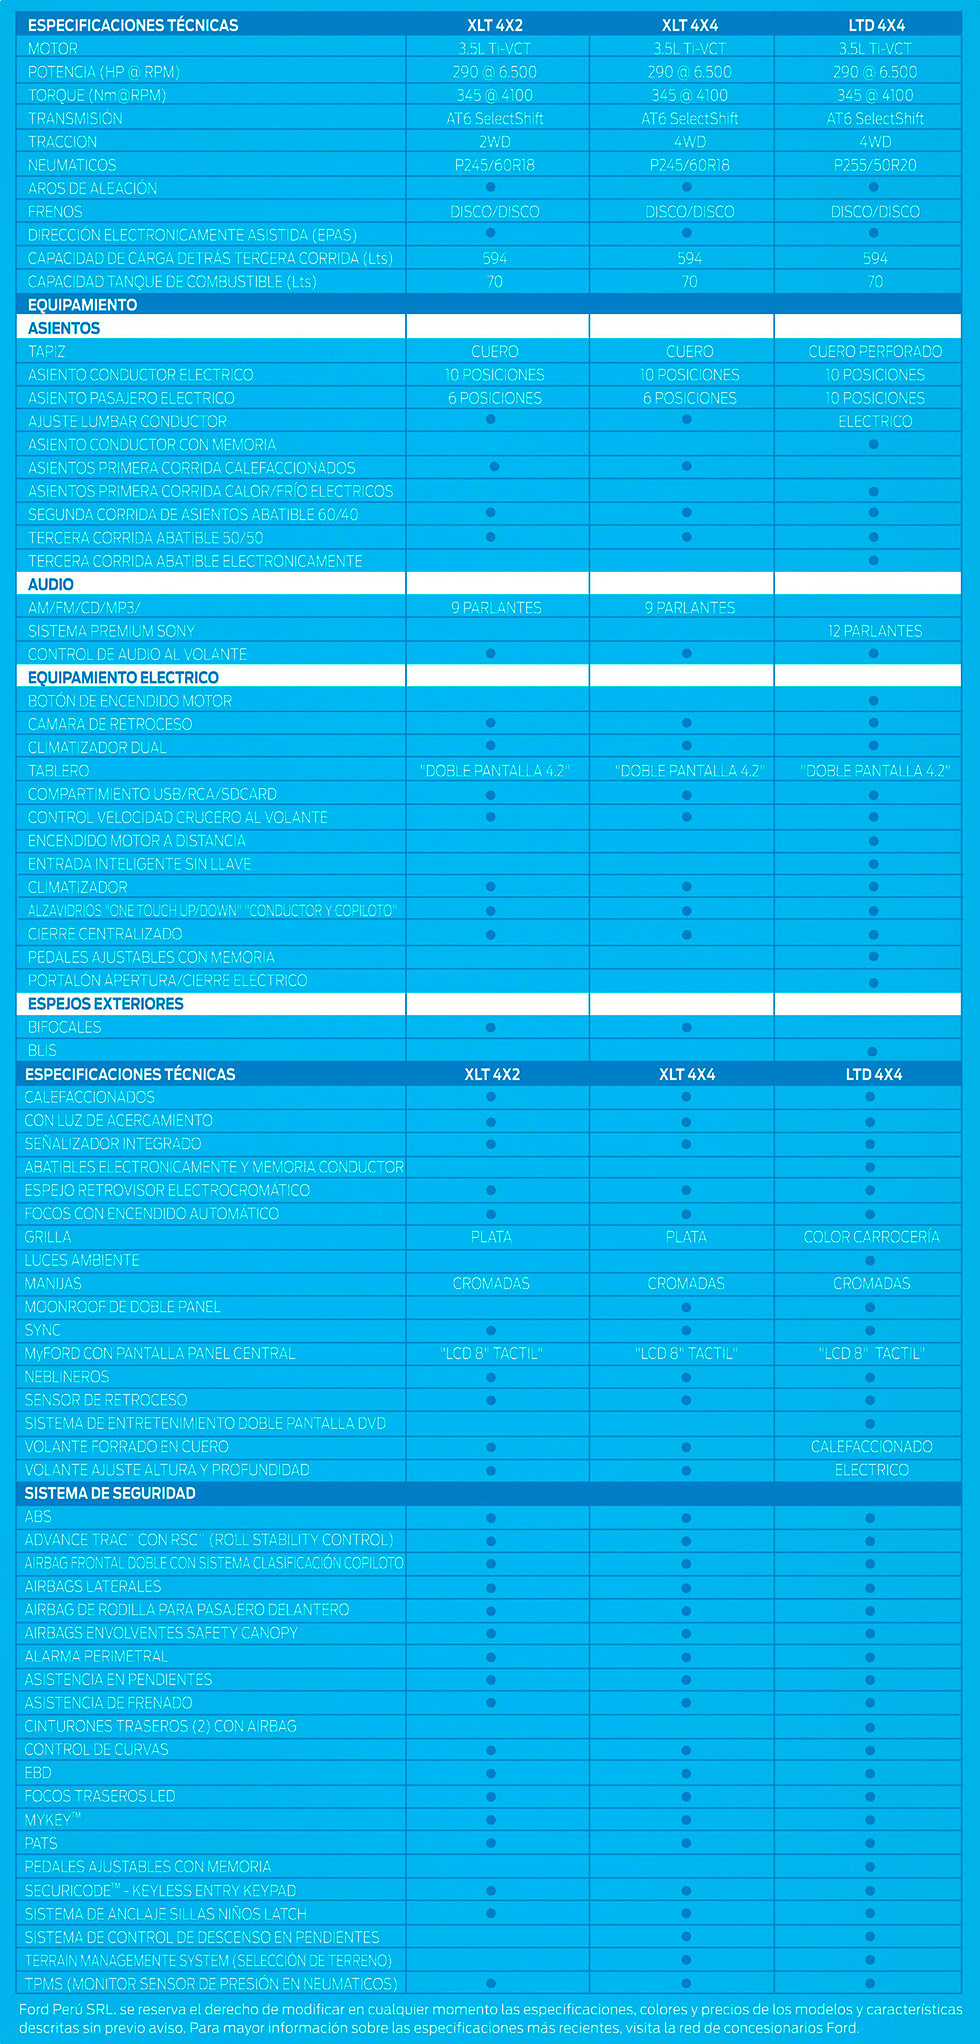 ESPECIFICACIONES TÉCNICAS XLT 4X2 XLT 4X4 LTD 4X4
MOTOR 3.5L Ti-VCT 3.5L Ti-VCT 3.5L Ti-VCT
POTENCIA (HP @ RPM) 290 @ 6.500 290 @ 6.500 290 @ 6.500
TORQUE (Nm@RPM) 345 @ 4100 345 @ 4100 345 @ 4100
TRANSMISIÓN AT6 SelectShift AT6 SelectShift AT6 SelectShift
TRACCION 2WD 4WD 4WD
NEUMATICOS P245/60R18 P245/60R18 P255/50R20
AROS DE ALEACIÓN ● ● ●
FRENOS DISCO/DISCO DISCO/DISCO DISCO/DISCO
DIRECCIÓN ELECTRONICAMENTE ASISTIDA (EPAS) ● ● ●
CAPACIDAD DE CARGA DETRÁS TERCERA CORRIDA (Lts) 594 594 594
CAPACIDAD TANQUE DE COMBUSTIBLE (Lts) 70 70 70
EQUIPAMIENTO
ASIENTOS
TAPIZ CUERO CUERO CUERO PERFORADO
ASIENTO CONDUCTOR ELECTRICO 10 POSICIONES 10 POSICIONES 10 POSICIONES
ASIENTO PASAJERO ELECTRICO 6 POSICIONES 6 POSICIONES 10 POSICIONES
AJUSTE LUMBAR CONDUCTOR ● ● ELECTRICO
ASIENTO CONDUCTOR CON MEMORIA ●
ASIENTOS PRIMERA CORRIDA CALEFACCIONADOS ● ●
ASIENTOS PRIMERA CORRIDA CALOR/FRÍO ELECTRICOS ●
SEGUNDA CORRIDA DE ASIENTOS ABATIBLE 60/40 ● ● ●
TERCERA CORRIDA ABATIBLE 50/50 ● ● ●
TERCERA CORRIDA ABATIBLE ELECTRONICAMENTE ●
AUDIO
AM/FM/CD/MP3/ 9 PARLANTES 9 PARLANTES
SISTEMA PREMIUM SONY 12 PARLANTES
CONTROL DE AUDIO AL VOLANTE ● ● ●
EQUIPAMIENTO ELECTRICO
BOTÓN DE ENCENDIDO MOTOR ●
CAMARA DE RETROCESO ● ● ●
CLIMATIZADOR DUAL ● ● ●
TABLERO "DOBLE PANTALLA 4.2" "DOBLE PANTALLA 4.2" "DOBLE PANTALLA 4.2"
COMPARTIMIENTO USB/RCA/SDCARD ● ● ●
CONTROL VELOCIDAD CRUCERO AL VOLANTE ● ● ●
ENCENDIDO MOTOR A DISTANCIA ●
ENTRADA INTELIGENTE SIN LLAVE ●
CLIMATIZADOR ● ● ●
ALZAVIDRIOS "ONE TOUCH UP/DOWN" "CONDUCTOR Y COPILOTO" ● ● ●
CIERRE CENTRALIZADO ● ● ●
PEDALES AJUSTABLES CON MEMORIA ●
PORTALÓN APERTURA/CIERRE ELÉCTRICO ●
ESPEJOS EXTERIORES
BIFOCALES ● ●
BLIS ●
ESPECIFICACIONES TÉCNICAS XLT 4X2 XLT 4X4 LTD 4X4
CALEFACCIONADOS ● ● ●
CON LUZ DE ACERCAMIENTO ● ● ●
SEÑALIZADOR INTEGRADO ● ● ●
ABATIBLES ELECTRONICAMENTE Y MEMORIA CONDUCTOR ●
ESPEJO RETROVISOR ELECTROCROMÁTICO ● ● ●
FOCOS CON ENCENDIDO AUTOMÁTICO ● ● ●
GRILLA PLATA PLATA COLOR CARROCERÍA
LUCES AMBIENTE ●
MANIJAS CROMADAS CROMADAS CROMADAS
MOONROOF DE DOBLE PANEL ● ●
SYNC ● ● ●
MyFORD CON PANTALLA PANEL CENTRAL "LCD 8" TACTIL" "LCD 8" TACTIL" "LCD 8" TACTIL"
NEBLINEROS ● ● ●
SENSOR DE RETROCESO ● ● ●
SISTEMA DE ENTRETENIMIENTO DOBLE PANTALLA DVD ●
VOLANTE FORRADO EN CUERO ● ● CALEFACCIONADO
VOLANTE AJUSTE ALTURA Y PROFUNDIDAD ● ● ELECTRICO
SISTEMA DE SEGURIDAD
ABS ● ● ●
ADVANCE TRAC¨ CON RSC¨ (ROLL STABILITY CONTROL) ● ● ●
AIRBAG FRONTAL DOBLE CON SISTEMA CLASIFICACIÓN COPILOTO ● ● ●
AIRBAGS LATERALES ● ● ●
AIRBAG DE RODILLA PARA PASAJERO DELANTERO ● ● ●
AIRBAGS ENVOLVENTES SAFETY CANOPY ● ● ●
ALARMA PERIMETRAL ● ● ●
ASISTENCIA EN PENDIENTES ● ● ●
ASISTENCIA DE FRENADO ● ● ●
CINTURONES TRASEROS (2) CON AIRBAG ●
CONTROL DE CURVAS ● ● ●
EBD ● ● ●
FOCOS TRASEROS LED ● ● ●
MYKEY™ ● ● ●
PATS ● ● ●
PEDALES AJUSTABLES CON MEMORIA ●
SECURICODE™ - KEYLESS ENTRY KEYPAD ● ● ●
SISTEMA DE ANCLAJE SILLAS NIÑOS LATCH ● ● ●
SISTEMA DE CONTROL DE DESCENSO EN PENDIENTES ● ●
TERRAIN MANAGEMENTE SYSTEM (SELECCIÓN DE TERRENO) ● ●
TPMS (MONITOR SENSOR DE PRESIÓN EN NEUMATICOS) ● ● ●
Ford Perú SRL. se reserva el derecho de modificar en cualquier momento las especificaciones, colores y precios de los modelos y características
descritas sin previo aviso. Para mayor información sobre las especificaciones más recientes, visita la red de concesionarios Ford.